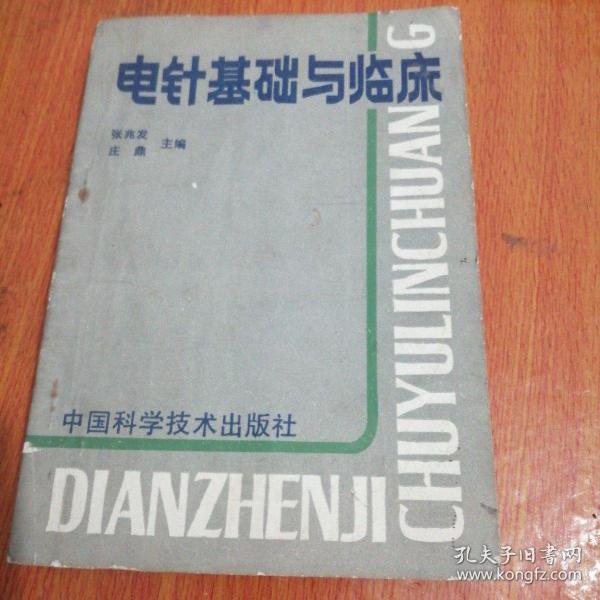 电针基础与临床
张兆发
庄鼎 主编
中国科学技术出版社
DIANZHENJI
CHUYULINCHUANG
孔夫子旧书网
www.kongfz.com